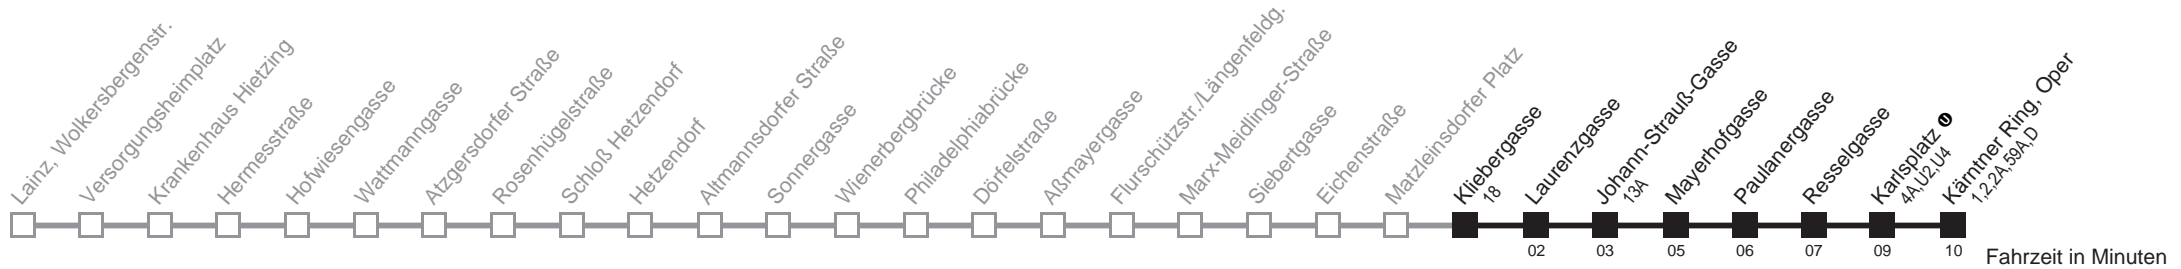 Lainz, Wolkersbergenstr.
Versorgungsheimplatz
Krankenhaus Hietzing
Hermesstraße
Hofwiesengasse
Wattmanngasse
Atzgersdorfer Straße
Rosenhügelstraße
Schloß Hetzendorf
Hetzendorf
Altmannsdorfer Straße
Sonnergasse
Wienerbergbrücke
Philadelphiabrücke
Dörfelstraße
Aßmayergasse
Flurschützstr./Längenfeldg.
Marx-Meidlinger-Straße
Siebertgasse
Eichenstraße
Matzleinsdorfer Platz
Kliebergasse
18
Laurenzgasse
Johann-Strauß-Gasse
13A
Mayerhofgasse
Paulanergasse
Resselgasse
Karlsplatz U
4A,U2,U4
Kärntner Ring, Oper
1,2,2A,59A,D
02 03 05 06 07 09 10 Fahrzeit in Minuten